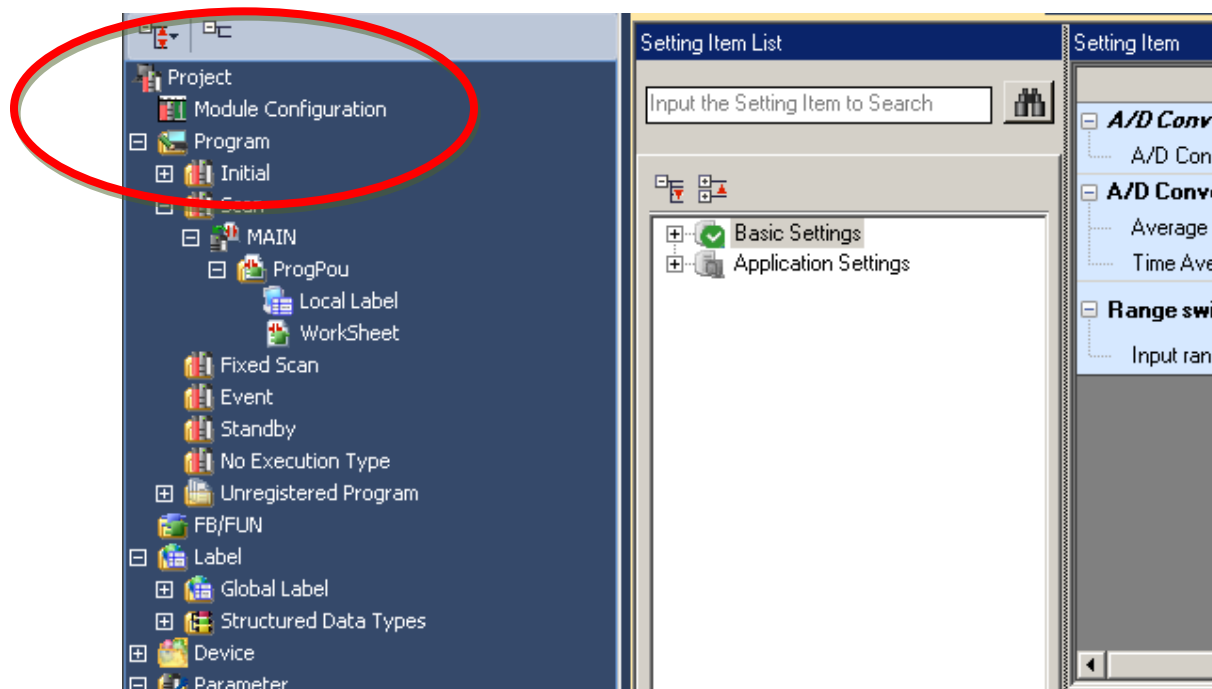 Project
Module Configuration
Program
Initial
Scan
MAIN
ProgPou
Local Label
WorkSheet
Fixed Scan
Event
Standby
No Execution Type
Unregistered Program
FB/FUN
Label
Global Label
Structured Data Types
Device
Parameter
Setting Item List
Input the Setting Item to Search
Basic Settings
Application Settings
Setting Item
A/D Conv
A/D Con
A/D Conve
Average
Time Ave
Range swi
Input ran